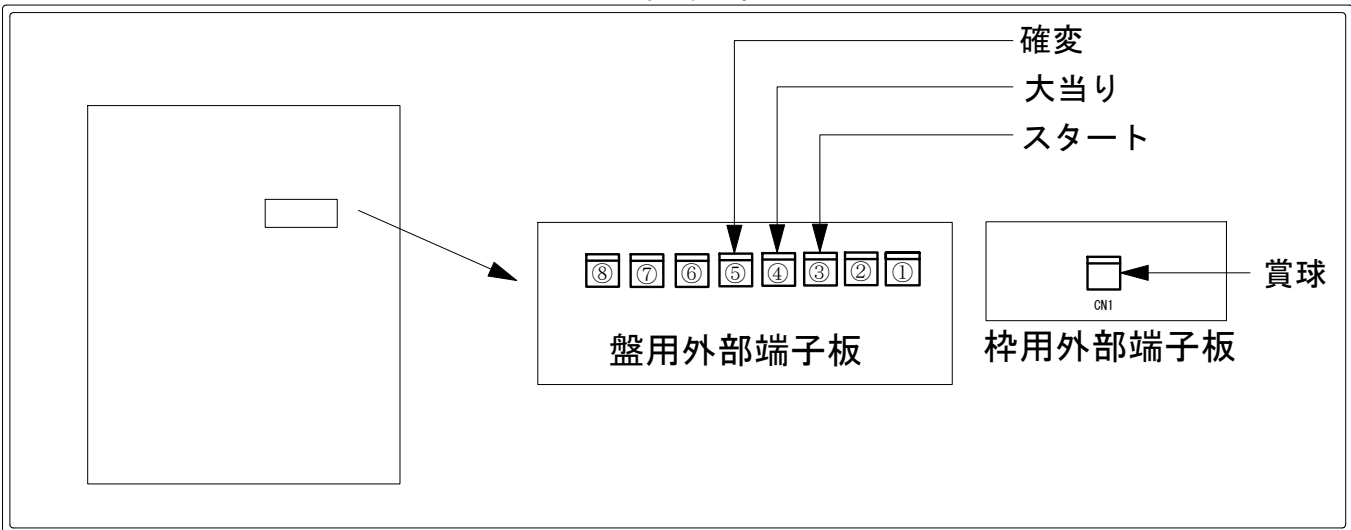 確変
大当り
スタート
⑧ ⑦ ⑥ ⑤ ④ ③ ② ①
賞球
CN1
盤用外部端子板
枠用外部端子板